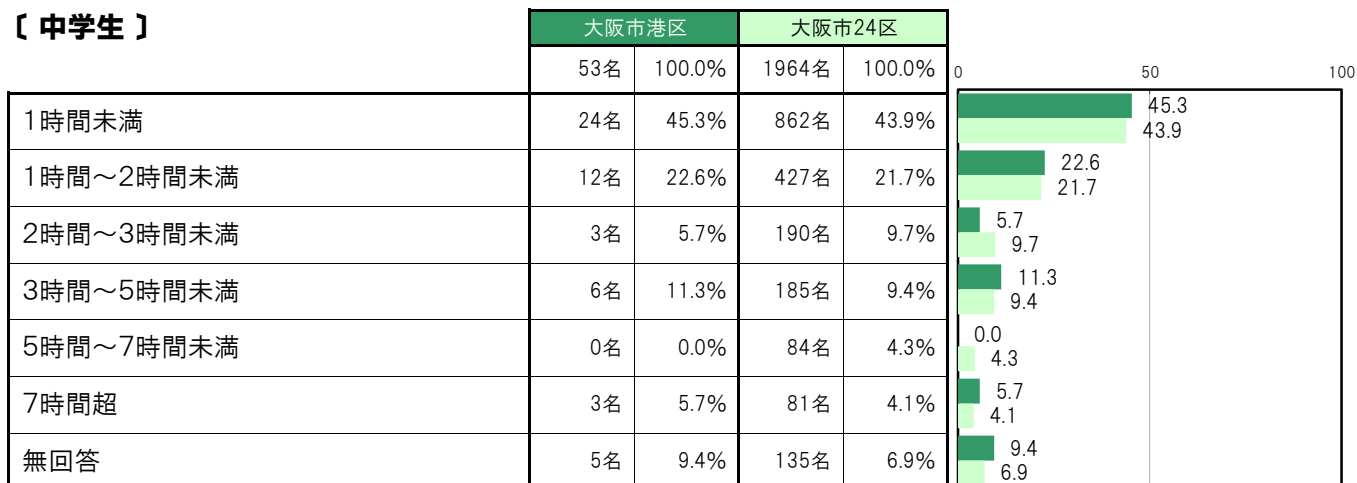 〔 中学生 〕
大阪市港区 大阪市24区
53名 100.0% 1964名 100.0% 0 50 100
1時間未満 24名 45.3% 862名 43.9% 45.3
43.9
1時間～2時間未満 12名 22.6% 427名 21.7% 22.6
21.7
2時間～3時間未満 3名 5.7% 190名 9.7% 5.7
9.7
3時間～5時間未満 6名 11.3% 185名 9.4% 11.3
9.4
5時間～7時間未満 0名 0.0% 84名 4.3% 0.0
4.3
7時間超 3名 5.7% 81名 4.1% 5.7
4.1
無回答 5名 9.4% 135名 6.9% 9.4
6.9